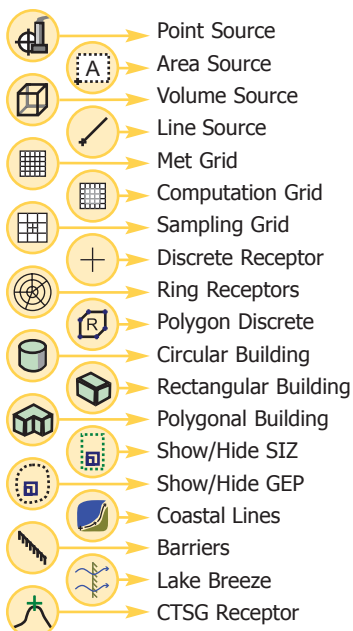 Point Source
A
Area Source
Volume Source
Line Source
Met Grid
Computation Grid
Sampling Grid
Discrete Receptor
Ring Receptors
R
Polygon Discrete
Circular Building
Rectangular Building
Polygonal Building
Show/Hide SIZ
Show/Hide GEP
Coastal Lines
Barriers
Lake Breeze
CTSG Receptor